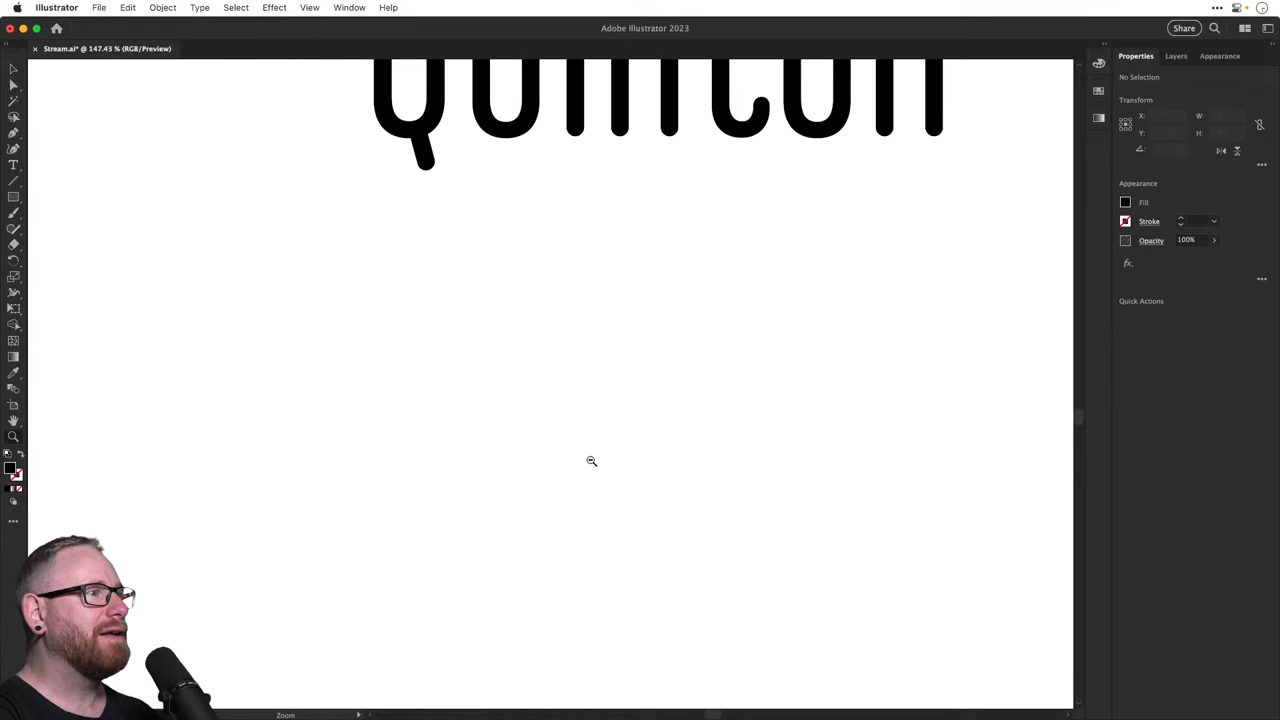 Illustrator File Edit Object Type Select Effect View Window Help
Adobe Illustrator 2023
Share
Stream.ai* @ 147.43 % (RGB/Preview)
Properties Layers Appearance
No Selection
Transform
X: W:
Y: H:
Appearance
Fill
Stroke
Opacity 100%
fx.
Quick Actions
Zoom